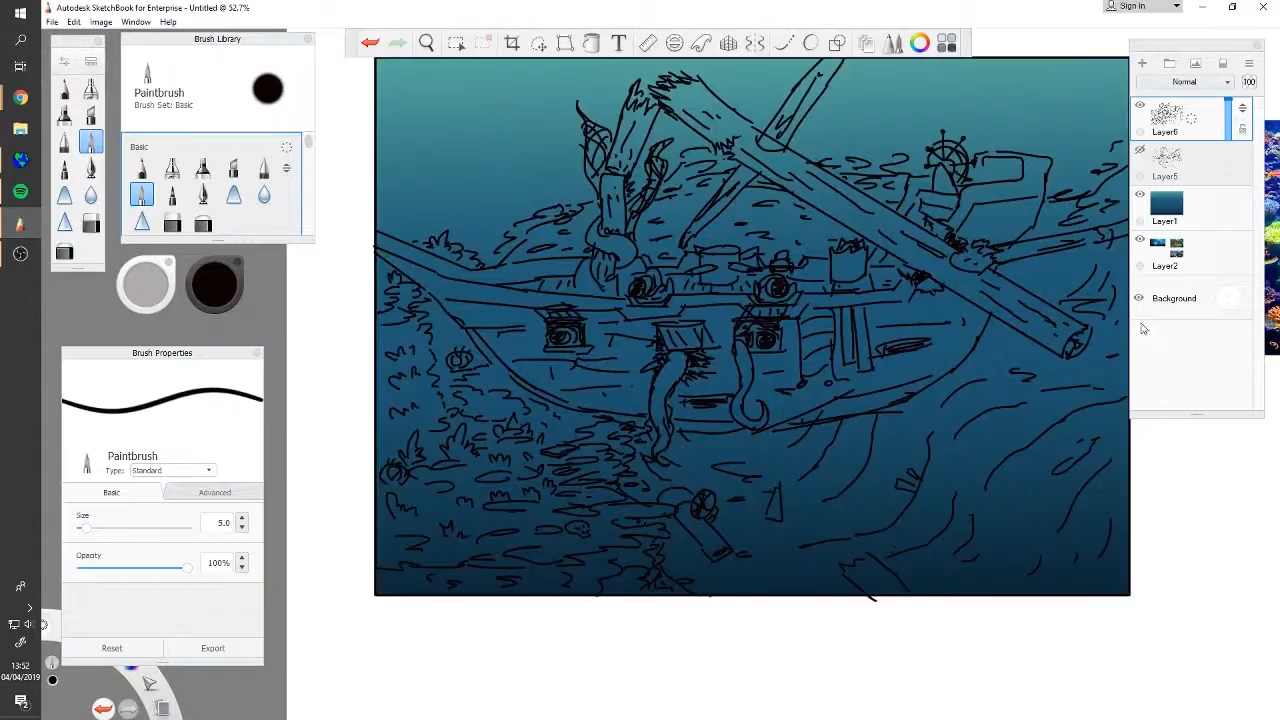 Autodesk SketchBook for Enterprise - Untitled @ 52.7%
Sign In
File Edit Image Window Help
Brush Library
Paintbrush
Brush Set: Basic
Basic
Normal
100
Layer6
Layer5
Layer1
Layer2
Background
Brush Properties
Paintbrush
Type: Standard
Basic
Advanced
Size
5.0
Opacity
100%
Reset
Export
13:52
04/04/2019
2